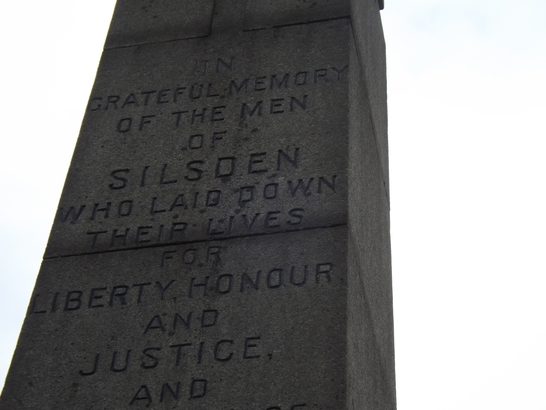 IN
GRATEFUL MEMORY
OF THE MEN
OF
SILSDEN
WHO LAID DOWN
THEIR LIVES
FOR
LIBERTY, HONOUR,
AND
JUSTICE,
AND